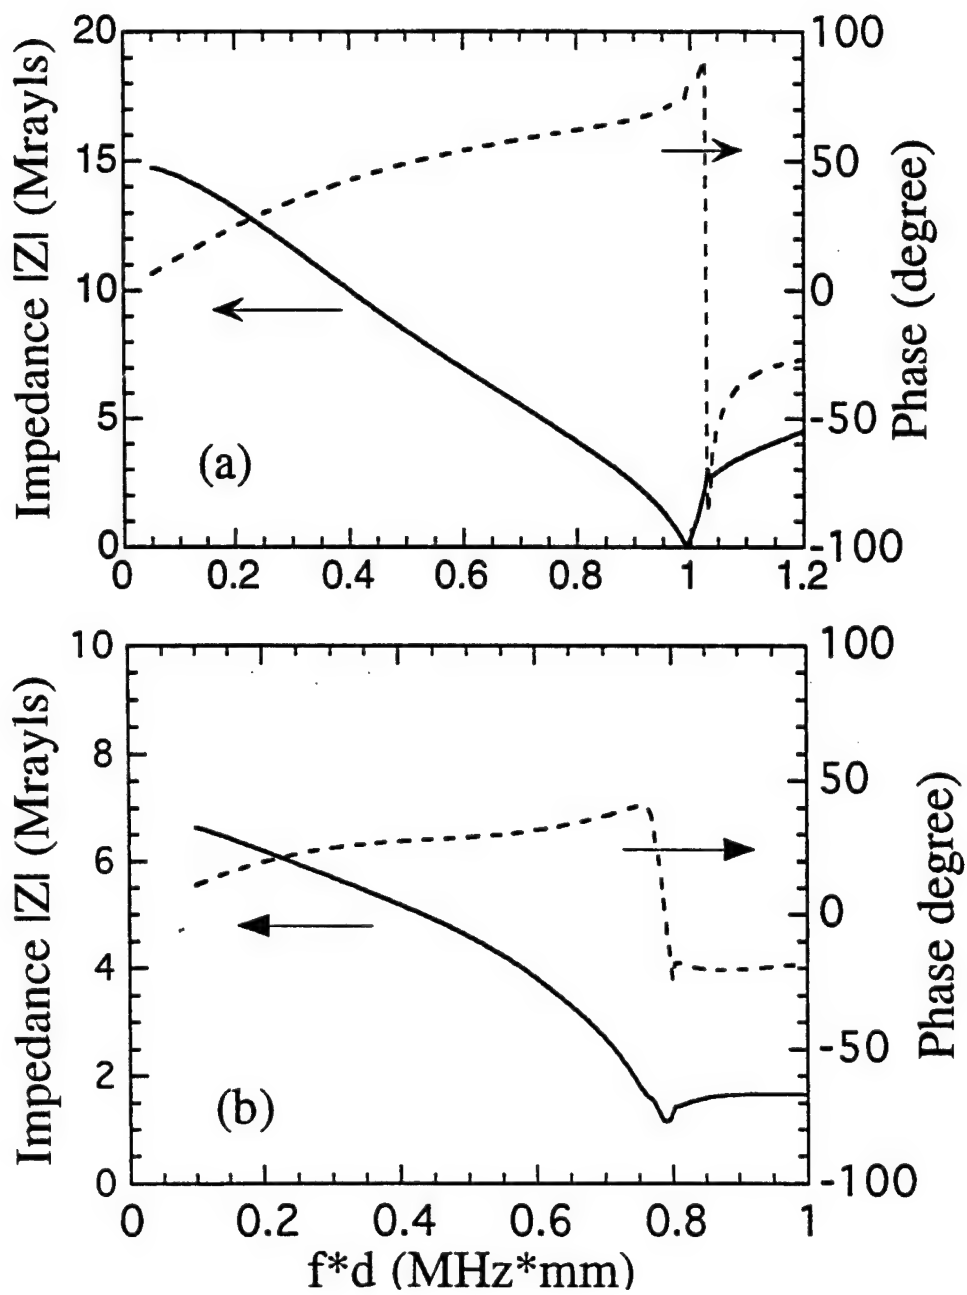 20
15
10
5
0
100
50
0
-50
-100
Impedance |Z| (Mrayls)
Phase (degree)
(a)
0 0.2 0.4 0.6 0.8 1 1.2
10
8
6
4
2
0
100
50
0
-50
-100
Impedance |Z| (Mrayls)
Phase degree)
(b)
0 0.2 0.4 0.6 0.8 1
f*d (MHz*mm)